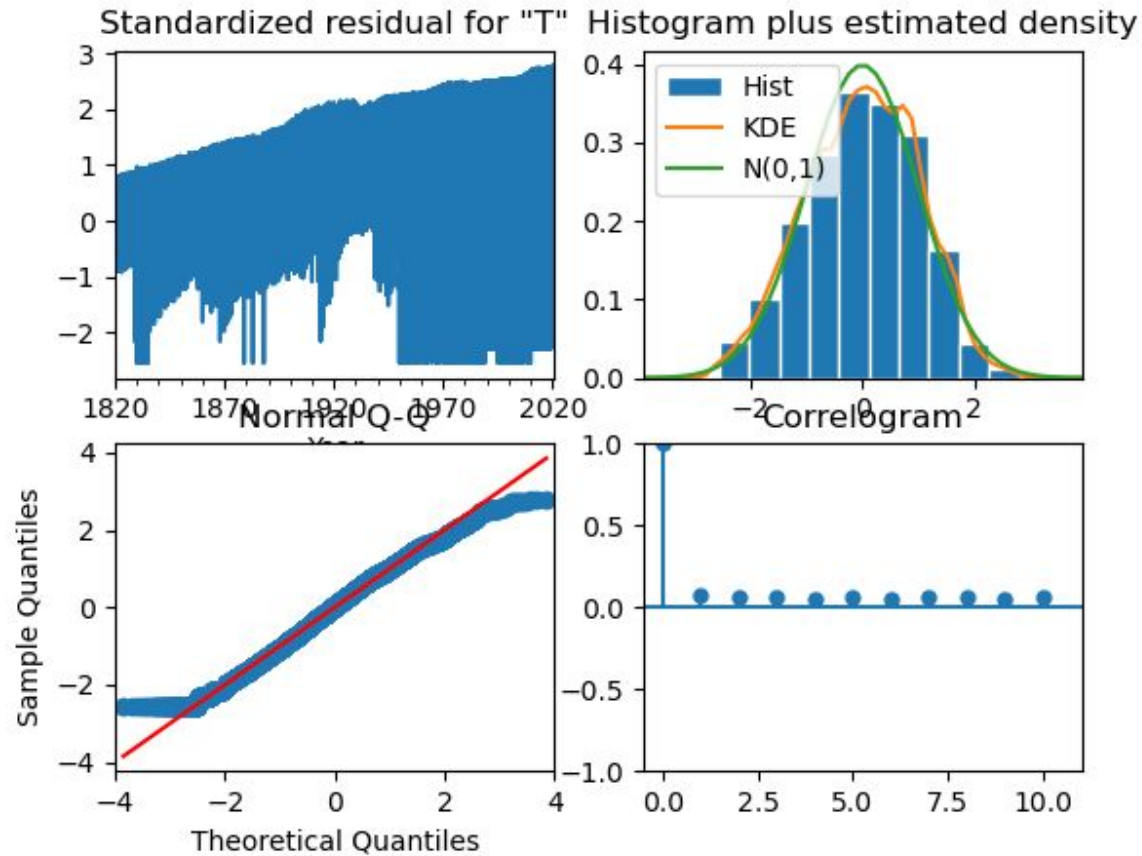 Standardized residual for "T"
3
2
1
0
−1
−2
1820 1870 1920 1970 2020
Year
Histogram plus estimated density
0.4
0.3
0.2
0.1
0.0
Hist
KDE
N(0,1)
−2 0 2
Normal Q-Q
Sample Quantiles
4
2
0
−2
−4
−4 −2 0 2 4
Theoretical Quantiles
Correlogram
1.0
0.5
0.0
−0.5
−1.0
0.0 2.5 5.0 7.5 10.0